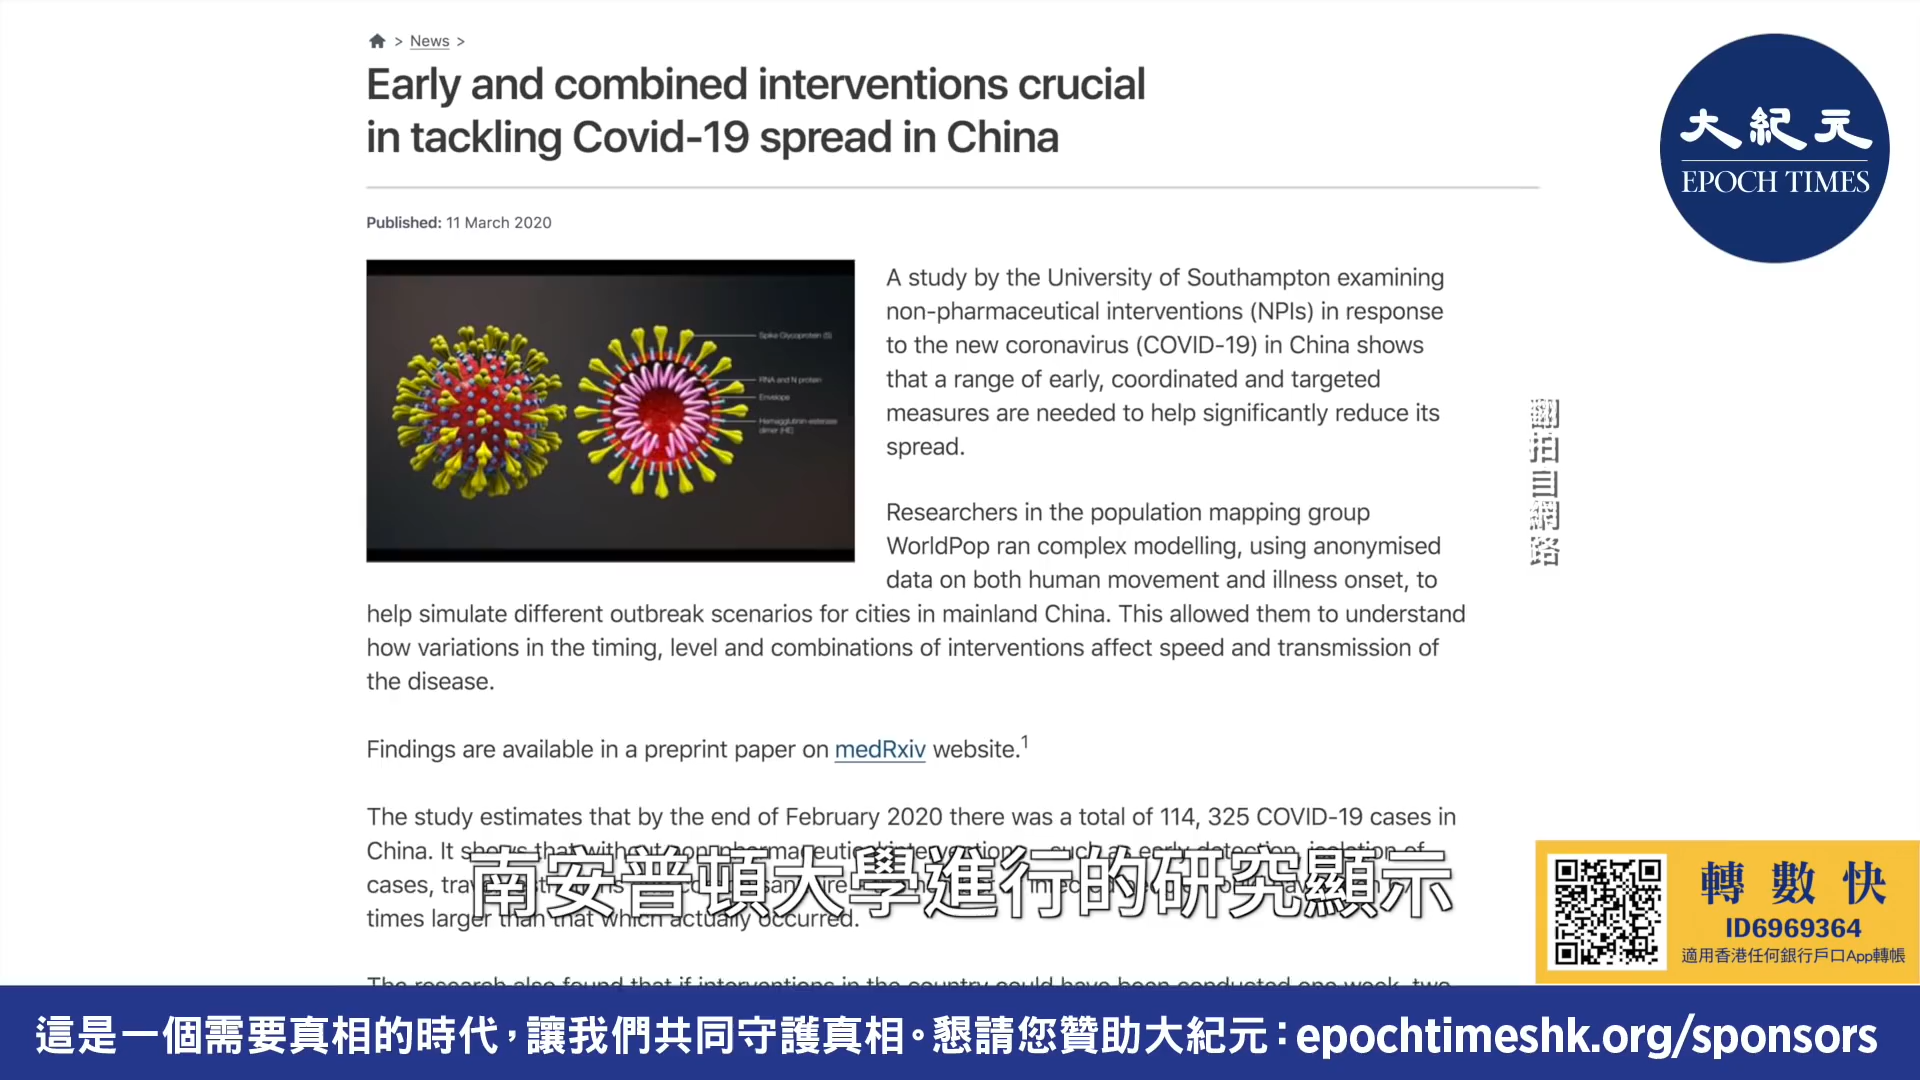 > News >
Early and combined interventions crucial
in tackling Covid-19 spread in China
Published: 11 March 2020
大紀元
EPOCH TIMES
Spike Glycoprotein (S)
RNA and N protein
Envelope
Hemagglutinin-esterase
dimer (HE)
A study by the University of Southampton examining
non-pharmaceutical interventions (NPIs) in response
to the new coronavirus (COVID-19) in China shows
that a range of early, coordinated and targeted
measures are needed to help significantly reduce its
spread.
Researchers in the population mapping group
WorldPop ran complex modelling, using anonymised
data on both human movement and illness onset, to
help simulate different outbreak scenarios for cities in mainland China. This allowed them to understand
how variations in the timing, level and combinations of interventions affect speed and transmission of
the disease.
翻拍自網路
Findings are available in a preprint paper on medRxiv website.1
The study estimates that by the end of February 2020 there was a total of 114, 325 COVID-19 cases in
China. It shows that without non-pharmaceutical interventions such as early detection, isolation of
cases,
times larger than that which actually occurred.
南安普頓大學進行的研究顯示
The research also found that if interventions in the country could have been conducted one week, two
轉數快
ID6969364
適用香港任何銀行戶口App轉帳
這是一個需要真相的時代，讓我們共同守護真相。懇請您贊助大紀元：epochtimeshk.org/sponsors